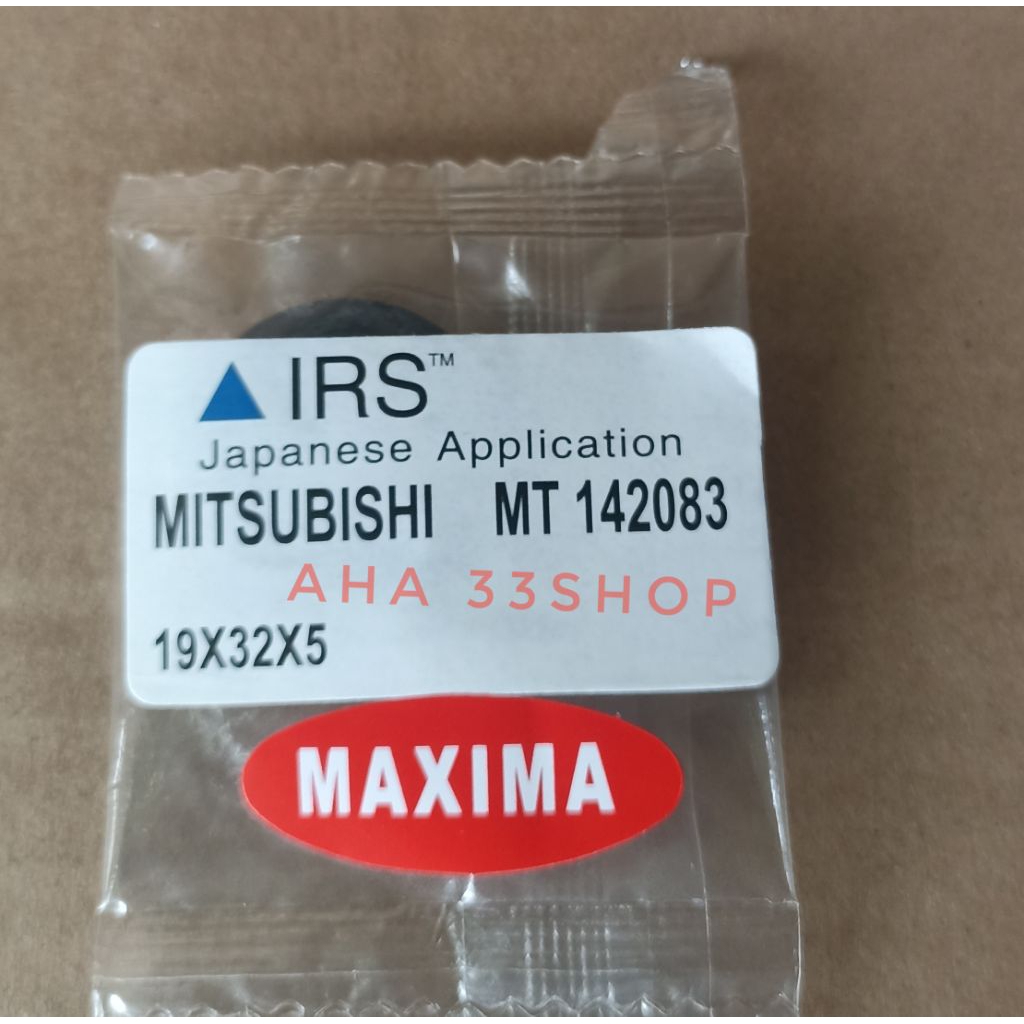 IRS™
Japanese Application
MITSUBISHI MT 142083
AHA 33SHOP
19X32X5
MAXIMA